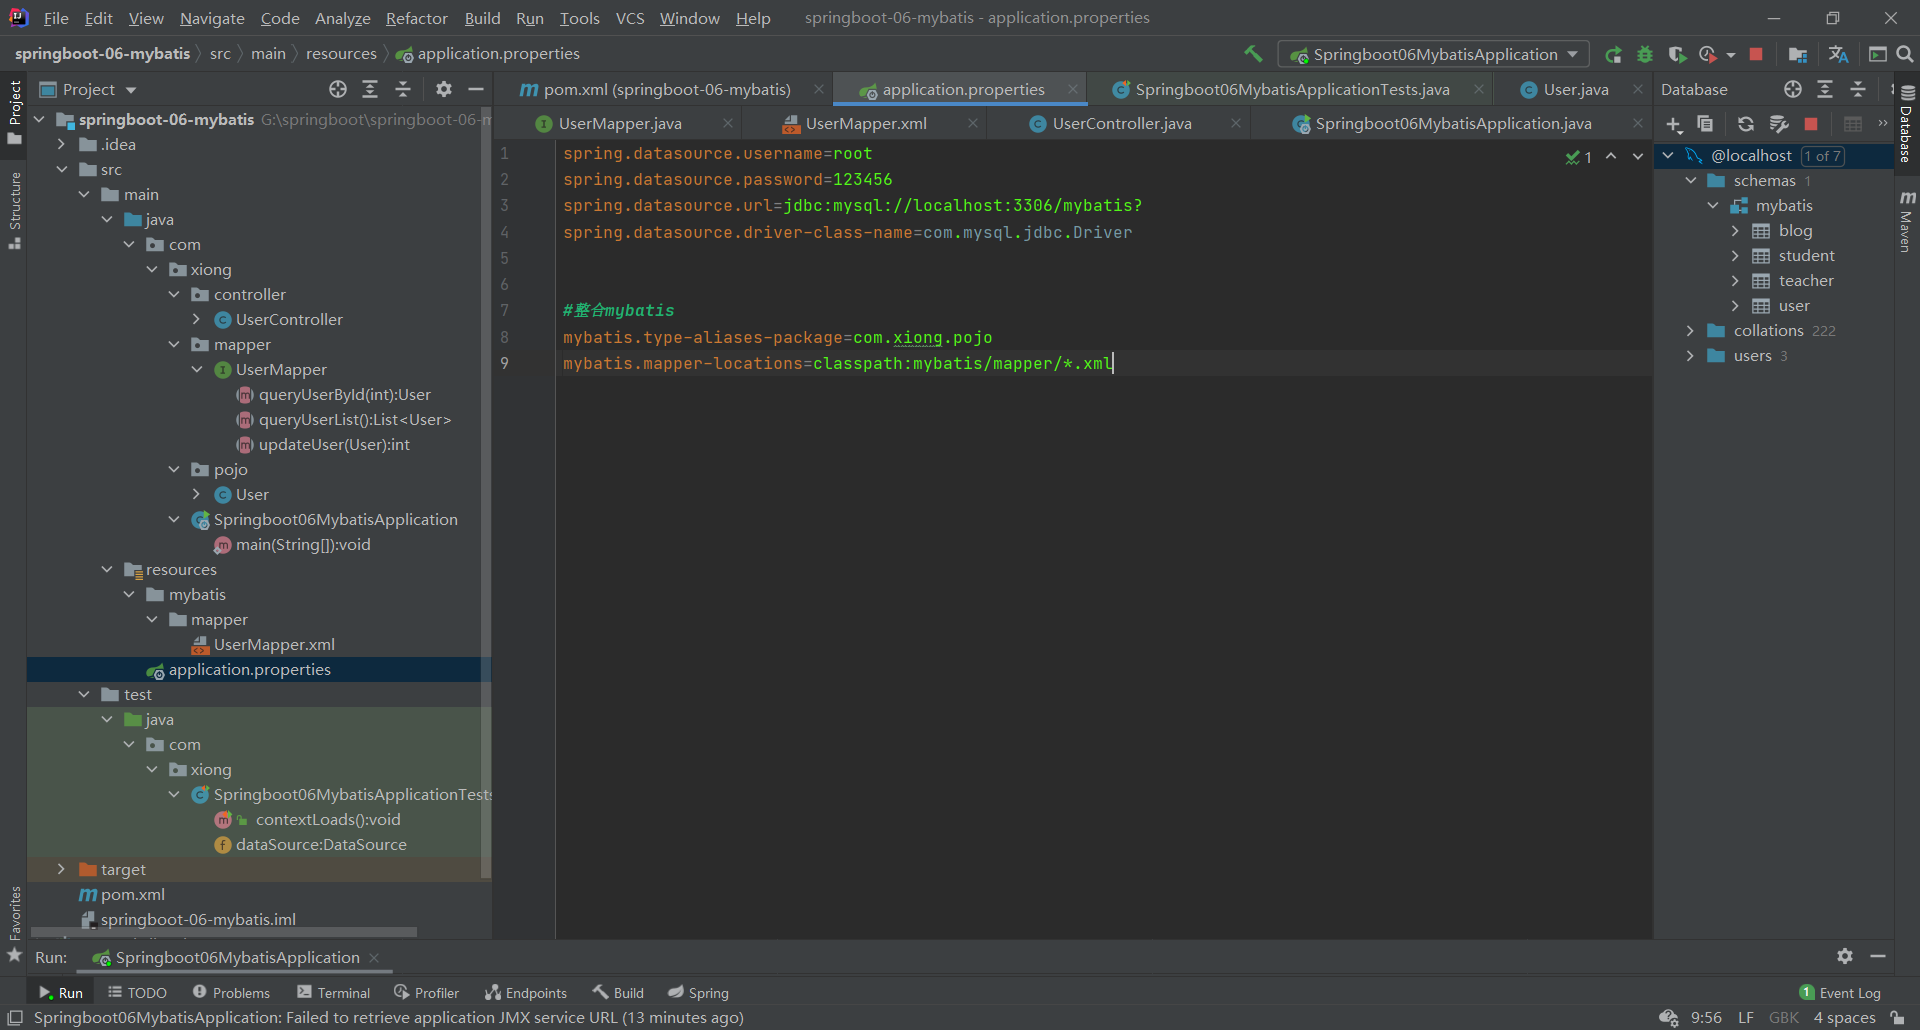 File Edit View Navigate Code Analyze Refactor Build Run Tools VCS Window Help springboot-06-mybatis - application.properties
springboot-06-mybatis src main resources application.properties Springboot06MybatisApplication
Project
Structure
Favorites
Project
springboot-06-mybatis G:\springboot\springboot-06-m
.idea
src
main
java
com
xiong
controller
UserController
mapper
UserMapper
queryUserById(int):User
queryUserList():List<User>
updateUser(User):int
pojo
User
Springboot06MybatisApplication
main(String[]):void
resources
mybatis
mapper
UserMapper.xml
application.properties
test
java
com
xiong
Springboot06MybatisApplicationTests
contextLoads():void
dataSource:DataSource
target
pom.xml
springboot-06-mybatis.iml
pom.xml (springboot-06-mybatis) application.properties Springboot06MybatisApplicationTests.java User.java
UserMapper.java UserMapper.xml UserController.java Springboot06MybatisApplication.java
1 spring.datasource.username=root
2 spring.datasource.password=123456
3 spring.datasource.url=jdbc:mysql://localhost:3306/mybatis?
4 spring.datasource.driver-class-name=com.mysql.jdbc.Driver
5
6
7 #整合mybatis
8 mybatis.type-aliases-package=com.xiong.pojo
9 mybatis.mapper-locations=classpath:mybatis/mapper/*.xml
1
Database
@localhost 1 of 7
schemas 1
mybatis
blog
student
teacher
user
collations 222
users 3
Database
Maven
Run: Springboot06MybatisApplication
Run TODO Problems Terminal Profiler Endpoints Build Spring 1 Event Log
Springboot06MybatisApplication: Failed to retrieve application JMX service URL (13 minutes ago) 9:56 LF GBK 4 spaces